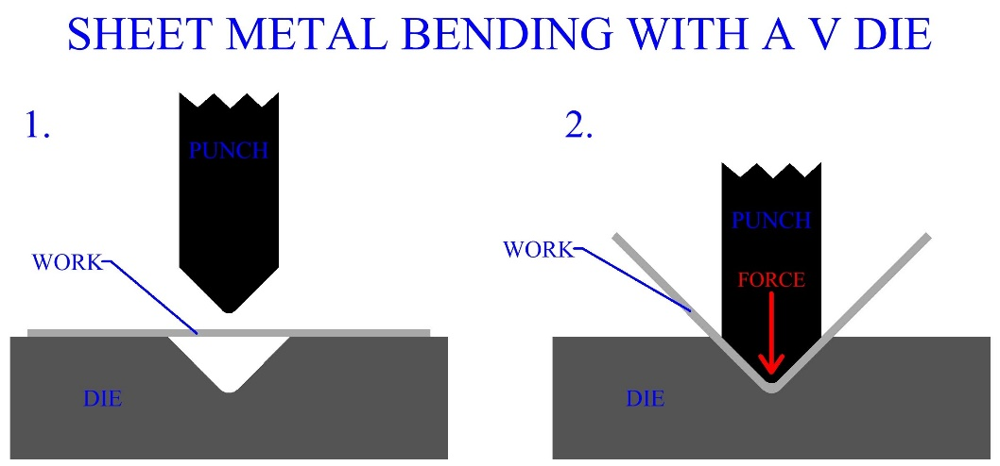 SHEET METAL BENDING WITH A V DIE
1.
PUNCH
WORK
DIE
2.
PUNCH
WORK
FORCE
DIE